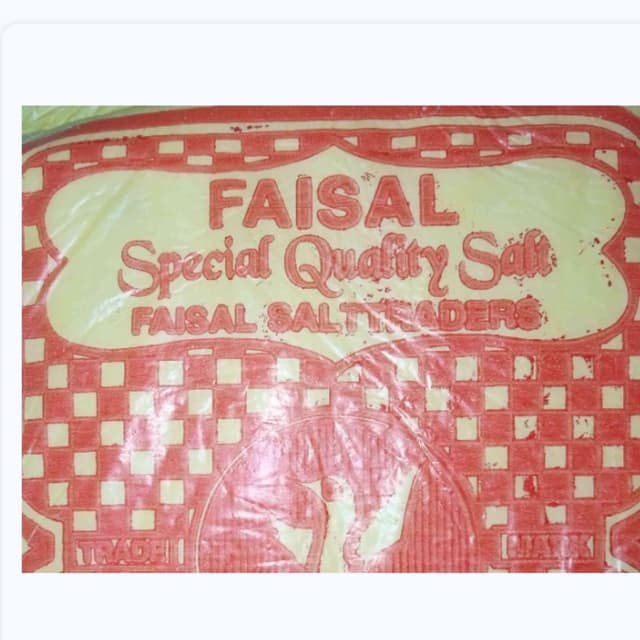 FAISAL
Special Quality Salt
FAISAL SALT TRADERS
TRADE MARK